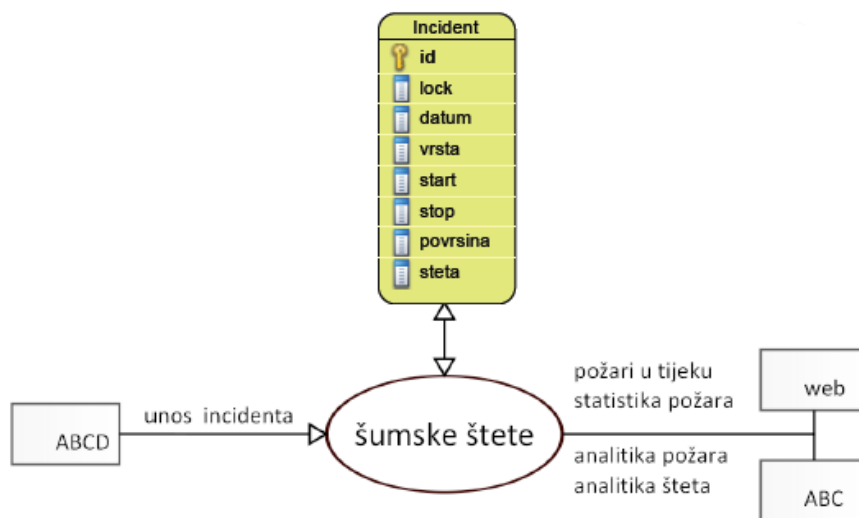 Incident
id
lock
datum
vrsta
start
stop
povrsina
steta
požari u tijeku
statistika požara
web
unos incidenta
ABCD
šumske štete
analitika požara
analitika šteta
ABC